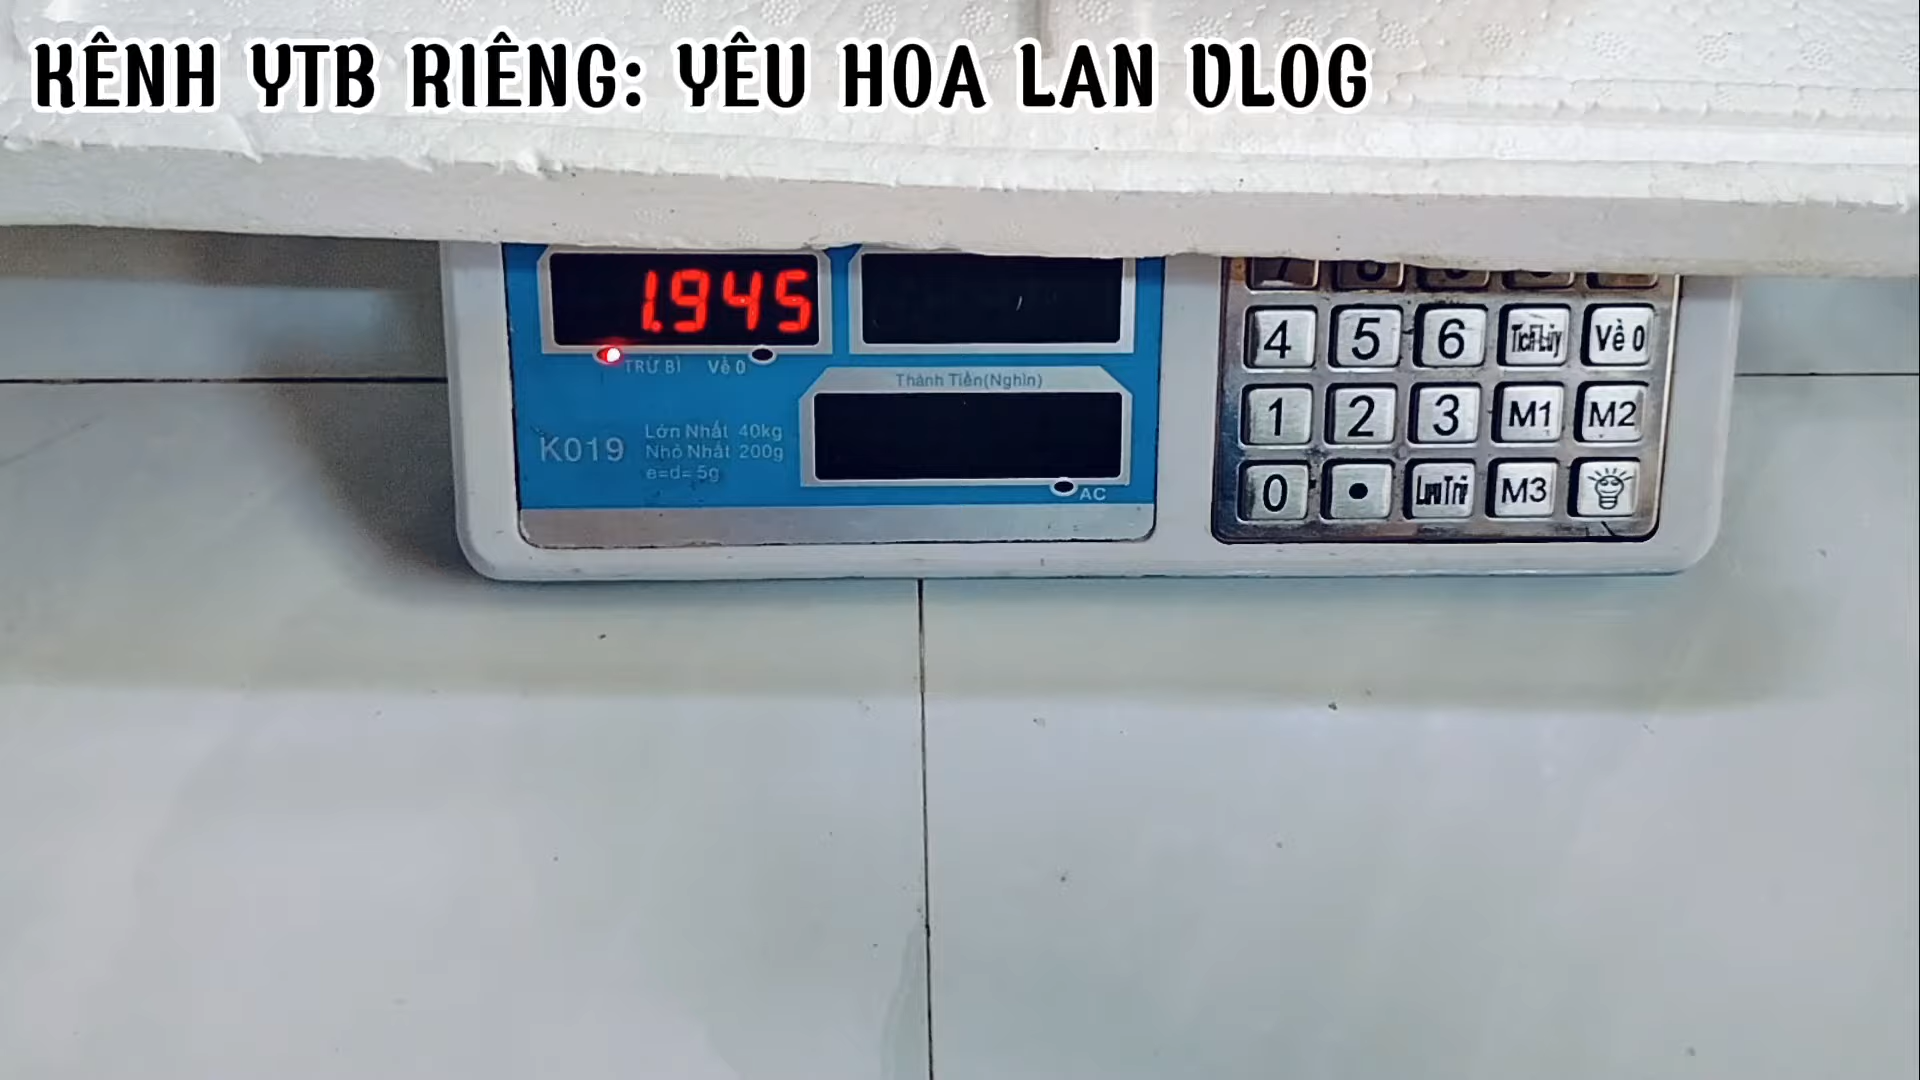 KÊNH YTB RIÊNG: YÊU HOA LAN VLOG
1.945
TRỪ BÌ Về 0
Thành Tiền(Nghìn)
K019
Lớn Nhất 40kg
Nhỏ Nhất 200g
e=d= 5g
AC
4 5 6 Tích Lũy Về 0
1 2 3 M1 M2
0 • Lưu Trữ M3